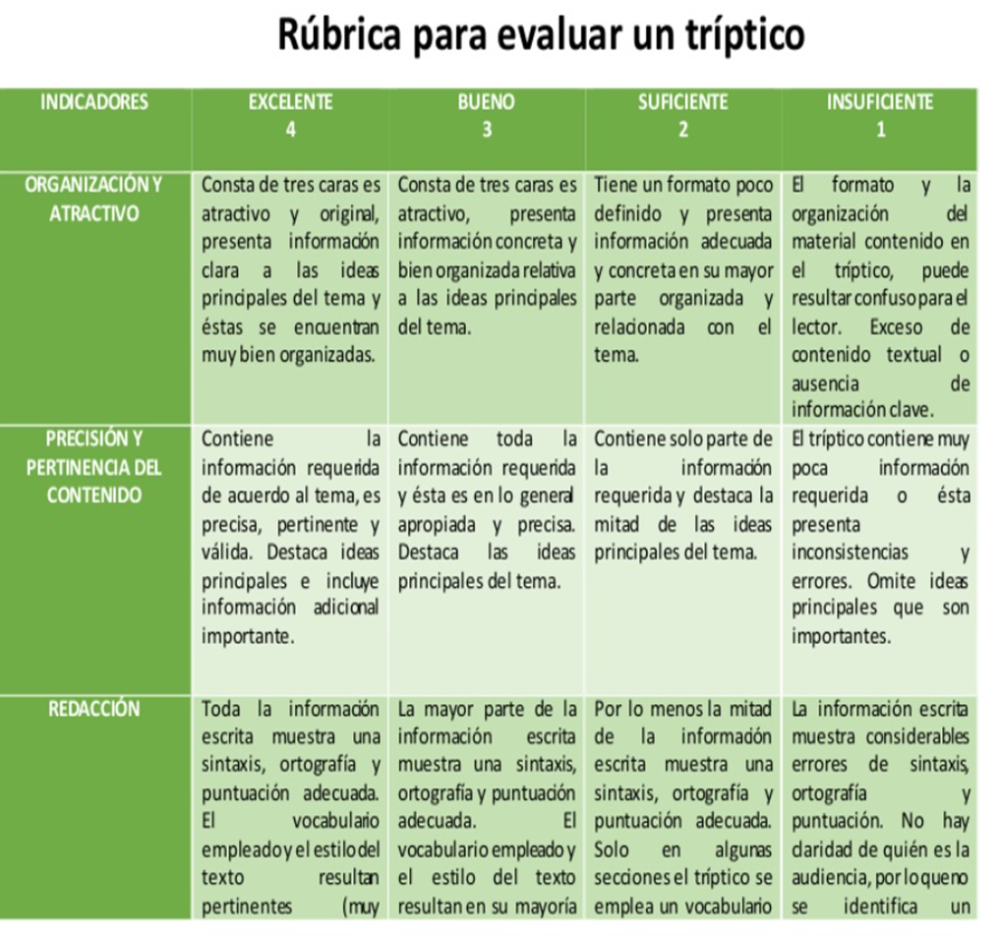 Rúbrica para evaluar un tríptico
INDICADORES
EXCELENTE
4
BUENO
3
SUFICIENTE
2
INSUFICIENTE
1
ORGANIZACIÓN Y
ATRACTIVO
Consta de tres caras es
atractivo y original,
presenta información
clara a las ideas
principales del tema y
éstas se encuentran
muy bien organizadas.
Consta de tres caras es
atractivo, presenta
información concreta y
bien organizada relativa
a las ideas principales
del tema.
Tiene un formato poco
definido y presenta
información adecuada
y concreta en su mayor
parte organizada y
relacionada con el
tema.
El formato y la
organización del
material contenido en
el tríptico, puede
resultar confuso para el
lector. Exceso de
contenido textual o
ausencia de
información clave.
PRECISIÓN Y
PERTINENCIA DEL
CONTENIDO
Contiene la
información requerida
de acuerdo al tema, es
precisa, pertinente y
válida. Destaca ideas
principales e incluye
información adicional
importante.
Contiene toda la
información requerida
y ésta es en lo general
apropiada y precisa.
Destaca las ideas
principales del tema.
Contiene solo parte de
la información
requerida y destaca la
mitad de las ideas
principales del tema.
El tríptico contiene muy
poca información
requerida o ésta
presenta
inconsistencias y
errores. Omite ideas
principales que son
importantes.
REDACCIÓN
Toda la información
escrita muestra una
sintaxis, ortografía y
puntuación adecuada.
El vocabulario
empleado y el estilo del
texto resultan
pertinentes (muy
La mayor parte de la
información escrita
muestra una sintaxis,
ortografía y puntuación
adecuada. El
vocabulario empleado y
el estilo del texto
resultan en su mayoría
Por lo menos la mitad
de la información
escrita muestra una
sintaxis, ortografía y
puntuación adecuada.
Solo en algunas
secciones el tríptico se
emplea un vocabulario
La información escrita
muestra considerables
errores de sintaxis,
ortografía y
puntuación. No hay
claridad de quién es la
audiencia, por lo que no
se identifica un